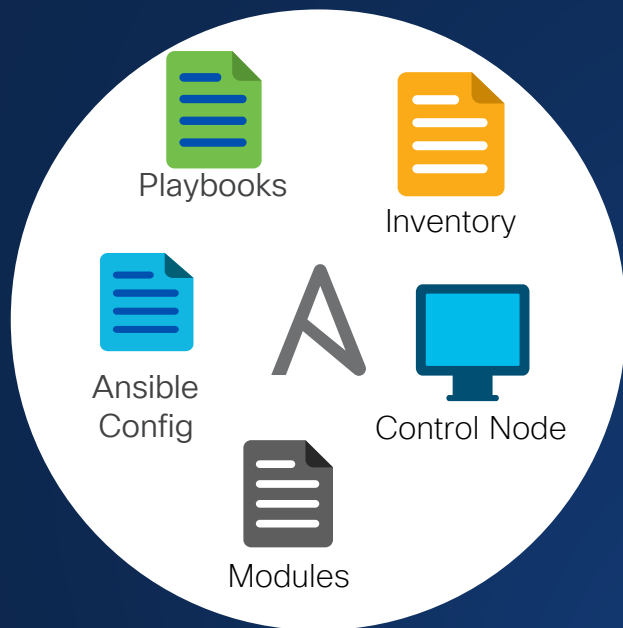 Playbooks
Inventory
Ansible
Config
Control Node
Modules